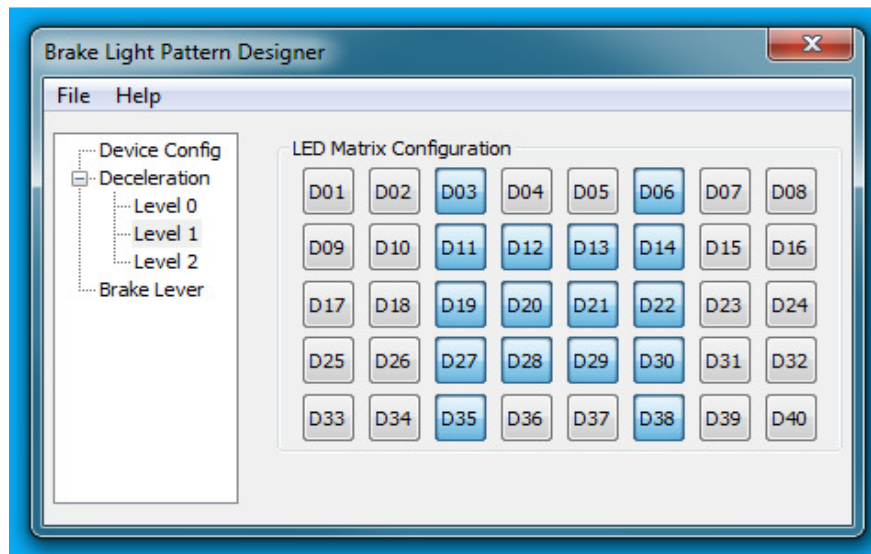 Brake Light Pattern Designer
File Help
Device Config
Deceleration
Level 0
Level 1
Level 2
Brake Lever
LED Matrix Configuration
D01 D02 D03 D04 D05 D06 D07 D08
D09 D10 D11 D12 D13 D14 D15 D16
D17 D18 D19 D20 D21 D22 D23 D24
D25 D26 D27 D28 D29 D30 D31 D32
D33 D34 D35 D36 D37 D38 D39 D40